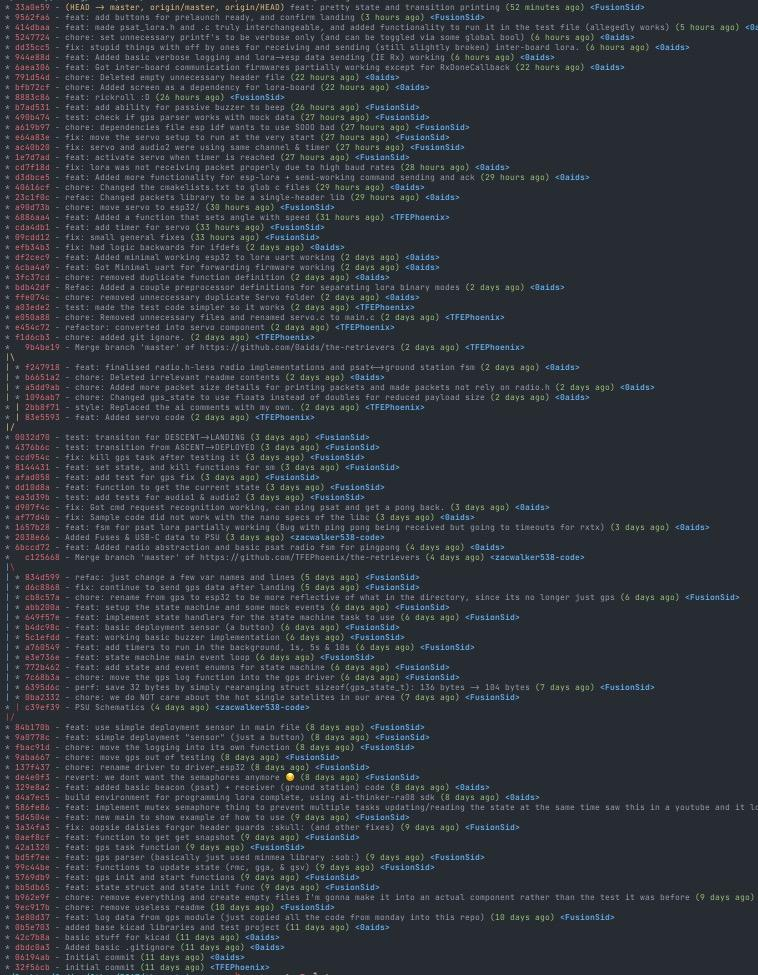 * 33a0e59 - (HEAD -> master, origin/master, origin/HEAD) feat: pretty state and transition printing (52 minutes ago) <FusionSid>
* 9562fa6 - feat: add buttons for prelaunch ready, and confirm landing (3 hours ago) <FusionSid>
* 414dbaa - feat: made psat_lora.h and .c truly interchangeable, and added functionality to run it in the test file (allegedly works) (5 hours ago) <0a
* 5247724 - chore: set unnecessary printf's to be verbose only (and can be toggled via some global bool) (6 hours ago) <0aids>
* dd35cc5 - fix: stupid things with off by ones for receiving and sending (still slightly broken) inter-board lora. (6 hours ago) <0aids>
* 944e88d - feat: Added basic verbose logging and lora->esp data sending (IE Rx) working (6 hours ago) <0aids>
* 6aea306 - feat: Got inter-board communication firmwares partially working except for RxDoneCallback (22 hours ago) <0aids>
* 791d54d - chore: Deleted empty unnecessary header file (22 hours ago) <0aids>
* bfb72cf - chore: Added screen as a dependency for lora-board (22 hours ago) <0aids>
* 8883c86 - feat: rickroll :D (26 hours ago) <FusionSid>
* b7ad531 - feat: add ability for passive buzzer to beep (26 hours ago) <FusionSid>
* 490b474 - test: check if gps parser works with mock data (27 hours ago) <FusionSid>
* a619b97 - chore: dependencies file esp idf wants to use SOOO bad (27 hours ago) <FusionSid>
* e64a83e - fix: move the servo setup to run at the very start (27 hours ago) <FusionSid>
* ac40b20 - fix: servo and audio2 were using same channel & timer (27 hours ago) <FusionSid>
* 1e7d7ad - feat: activate servo when timer is reached (27 hours ago) <FusionSid>
* cd7f18d - fix: lora was not receiving packet properly due to high baud rates (28 hours ago) <0aids>
* d3dbce5 - chore: Added more functionality for esp-lora + semi-working command sending and ack (29 hours ago) <0aids>
* 40616cf - chore: Changed the cmakelists.txt to glob c files (29 hours ago) <0aids>
* 23c1f0c - refac: Changed packets library to be a single-header lib (29 hours ago) <0aids>
* a90d73b - chore: move servo to esp32/ (30 hours ago) <FusionSid>
* 6886aa4 - feat: Added a function that sets angle with speed (31 hours ago) <TFEPhoenix>
* cda4db1 - feat: add timer for servo (33 hours ago) <FusionSid>
* 09cdd12 - fix: small general fixes (33 hours ago) <FusionSid>
* efb34b3 - fix: had logic backwards for ifdefs (2 days ago) <0aids>
* df2cec9 - feat: Added minimal working esp32 to lora uart working (2 days ago) <0aids>
* 6cba4a9 - feat: Got Minimal uart for forwarding firmware working (2 days ago) <0aids>
* 3fc37cd - chore: removed duplicate function definition (2 days ago) <0aids>
* bdb42df - Refac: Added a couple preprocessor definitions for separating lora binary modes (2 days ago) <0aids>
* ffe074c - chore: removed unneccessary duplicate Servo folder (2 days ago) <0aids>
* a03ede2 - test: made the test code simpler so it works (2 days ago) <TFEPhoenix>
* e050a88 - chore: Removed unnecessary files and renamed servo.c to main.c (2 days ago) <TFEPhoenix>
* e454c72 - refactor: converted into servo component (2 days ago) <TFEPhoenix>
* f1d6cb3 - chore: added git ignore. (2 days ago) <TFEPhoenix>
*   9b4be19 - Merge branch 'master' of https://github.com/0aids/the-retrievers (2 days ago) <TFEPhoenix>
|\
| * f247918 - feat: finalised radio.h-less radio implementations and psat<->ground station fsm (2 days ago) <0aids>
| * b6651a2 - chore: Deleted irrelevant readme contents (2 days ago) <0aids>
| * a5dd9ab - chore: Added more packet size details for printing packets and made packets not rely on radio.h (2 days ago) <0aids>
| * 1096ab7 - chore: Changed gps_state to use floats instead of doubles for reduced payload size (2 days ago) <0aids>
* | 2bb8f71 - style: Replaced the ai comments with my own. (2 days ago) <TFEPhoenix>
* | 83e5593 - feat: Added servo code (2 days ago) <TFEPhoenix>
|/
* 0032d70 - test: transiton for DESCENT->LANDING (3 days ago) <FusionSid>
* 4376b6c - test: transition from ASCENT->DEPLOYED (3 days ago) <FusionSid>
* ccd954c - fix: kill gps task after testing it (3 days ago) <FusionSid>
* 8144431 - feat: set state, and kill functions for sm (3 days ago) <FusionSid>
* afad058 - feat: add test for gps fix (3 days ago) <FusionSid>
* dd10d8a - feat: function to get the current state (3 days ago) <FusionSid>
* ea3d39b - test: add tests for audio1 & audio2 (3 days ago) <FusionSid>
* d907f4c - fix: Got cmd request recognition working, can ping psat and get a pong back. (3 days ago) <0aids>
* af77d4b - fix: Sample code did not work with the nano specs of the libc (3 days ago) <0aids>
* 1657b28 - feat: fsm for psat lora partially working (Bug with ping pong being received but going to timeouts for rxtx) (3 days ago) <0aids>
* 2038e66 - Added Fuses & USB-C data to PSU (3 days ago) <zacwalker538-code>
* 6bccd72 - feat: Added radio abstraction and basic psat radio fsm for pingpong (4 days ago) <0aids>
*   c125668 - Merge branch 'master' of https://github.com/TFEPhoenix/the-retrievers (4 days ago) <zacwalker538-code>
|\
| * 834d599 - refac: just change a few var names and lines (5 days ago) <FusionSid>
| * d6c8868 - fix: continue to send gps data after landing (5 days ago) <FusionSid>
| * cb8c57a - chore: rename from gps to esp32 to be more reflective of what in the directory, since its no longer just gps (6 days ago) <FusionSid>
| * abb200a - feat: setup the state machine and some mock events (6 days ago) <FusionSid>
| * 649f57e - feat: implement state handlers for the state machine task to use (6 days ago) <FusionSid>
| * b4dc98c - feat: basic deployment sensor (a button) (6 days ago) <FusionSid>
| * 5c1efdd - feat: working basic buzzer implementation (6 days ago) <FusionSid>
| * a760549 - feat: add timers to run in the background, 1s, 5s & 10s (6 days ago) <FusionSid>
| * e3e736e - feat: state machine main event loop (6 days ago) <FusionSid>
| * 772b462 - feat: add state and event enumns for state machine (6 days ago) <FusionSid>
| * 7c68b3a - chore: move the gps log function into the gps driver (6 days ago) <FusionSid>
| * 6395d6c - perf: save 32 bytes by simply rearanging struct sizeof(gps_state_t): 136 bytes -> 104 bytes (7 days ago) <FusionSid>
| * 0ba2332 - chore: we do NOT care about the hot single satelites in our area (7 days ago) <FusionSid>
* | c39ef39 - PSU Schematics (4 days ago) <zacwalker538-code>
|/
* 84b170b - feat: use simple deployment sensor in main file (8 days ago) <FusionSid>
* 9a0778c - feat: simple deployment "sensor" (just a button) (8 days ago) <FusionSid>
* fbac91d - chore: move the logging into its own function (8 days ago) <FusionSid>
* 9aba667 - chore: move gps out of testing (8 days ago) <FusionSid>
* 137f437 - chore: rename driver to driver_esp32 (8 days ago) <FusionSid>
* de4e0f3 - revert: we dont want the semaphores anymore 😔 (8 days ago) <FusionSid>
* 329e8a2 - feat: added basic beacon (psat) + receiver (ground station) code (8 days ago) <0aids>
* d4a7ec5 - build environment for programming lora complete, using ai-thinker-ra08 sdk (8 days ago) <0aids>
* 586fe86 - feat: implement mutex semaphore thing to prevent multiple tasks updating/reading the state at the same time saw this in a youtube and it lo
* 5d4504e - feat: new main to show example of how to use (9 days ago) <FusionSid>
* 3a34fa3 - fix: oopsie daisies forgor header guards :skull: (and other fixes) (9 days ago) <FusionSid>
* 0aef8cf - feat: function to get get snapshot (9 days ago) <FusionSid>
* 42a1320 - feat: gps task function (9 days ago) <FusionSid>
* bd5f7ee - feat: gps parser (basically just used minmea library :sob:) (9 days ago) <FusionSid>
* 99c44be - feat: functions to update state (rmc, gga, & gsv) (9 days ago) <FusionSid>
* 5769db9 - feat: gps init and start functions (9 days ago) <FusionSid>
* bb5db65 - feat: state struct and state init func (9 days ago) <FusionSid>
* b962e9f - chore: remove everything and create empty files I'm gonna make it into an actual component rather than the test it was before (9 days ago)
* 9ec917b - chore: remove useless readme (10 days ago) <FusionSid>
* 3e80d37 - feat: log data from gps module (just copied all the code from monday into this repo) (10 days ago) <FusionSid>
* 0b5e703 - added base kicad libraries and test project (11 days ago) <0aids>
* 42c7b8a - basic stuff for kicad (11 days ago) <0aids>
* dbdc0a3 - Added basic .gitignore (11 days ago) <0aids>
* 06194ab - Initial commit (11 days ago) <0aids>
* 32f56cb - initial commit (11 days ago) <TFEPhoenix>